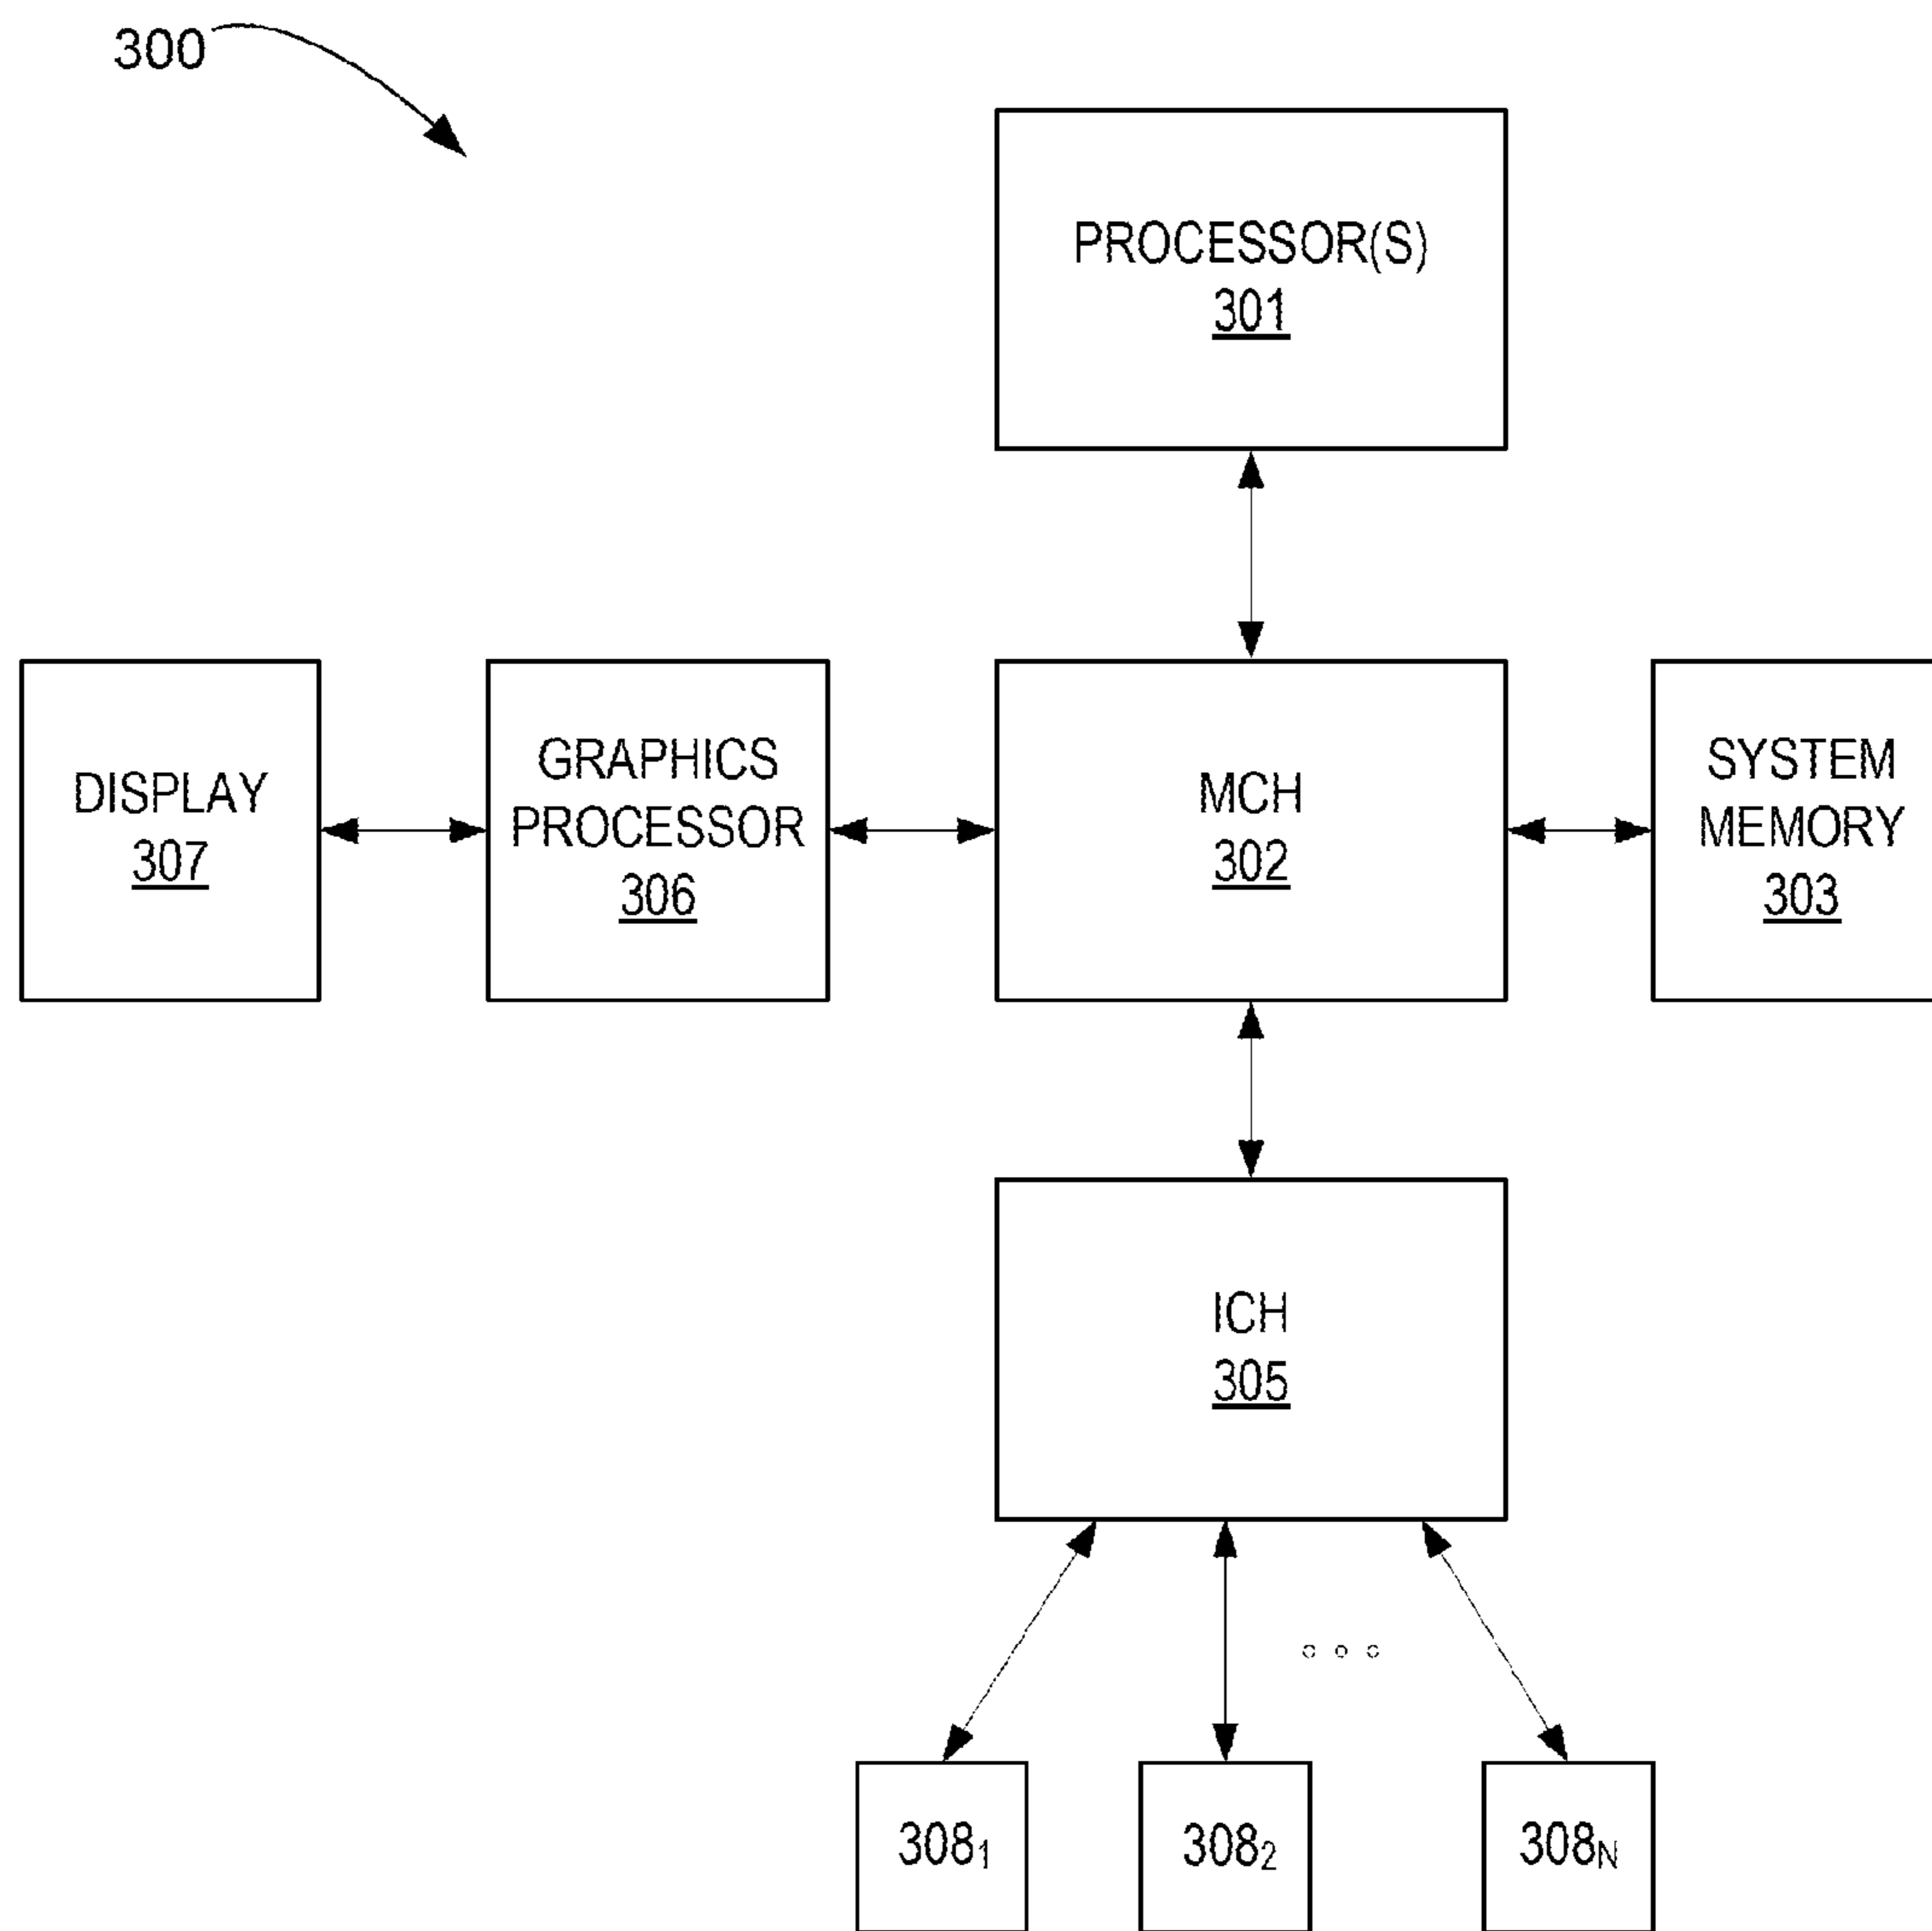 300
PROCESSOR(S)
301
DISPLAY
307
GRAPHICS
PROCESSOR
306
MCH
302
SYSTEM
MEMORY
303
ICH
305
308₁
308₂
308N